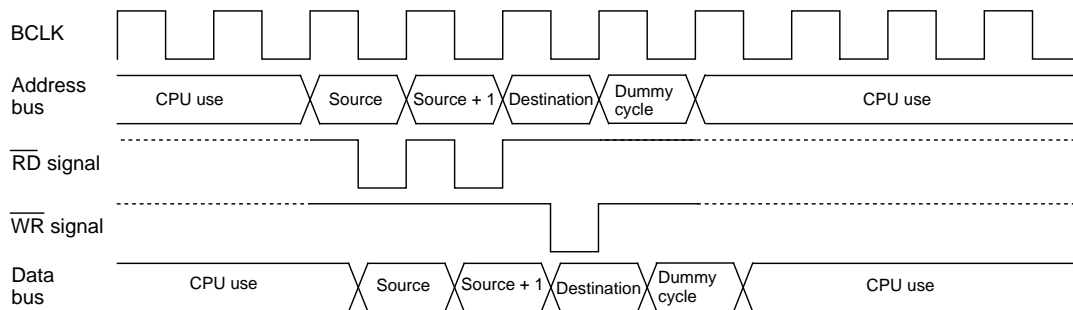 BCLK
Address bus
CPU use
Source
Source + 1
Destination
Dummy cycle
CPU use
RD signal
WR signal
Data bus
CPU use
Source
Source + 1
Destination
Dummy cycle
CPU use